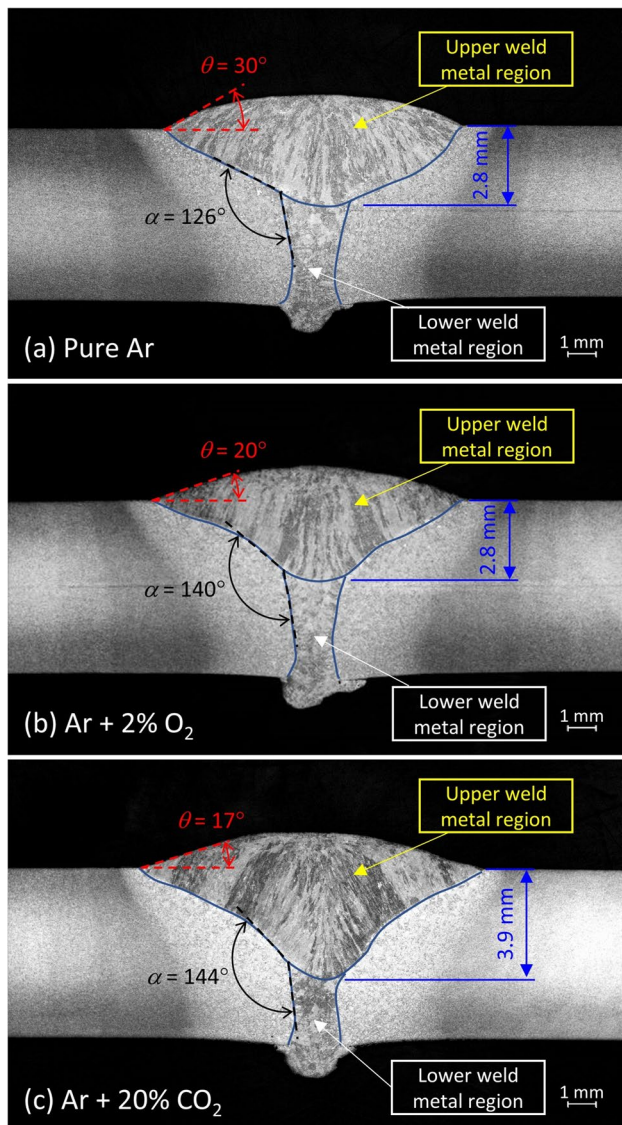 θ = 30°
Upper weld
metal region
2.8 mm
α = 126°
Lower weld
metal region
(a) Pure Ar
1 mm
θ = 20°
Upper weld
metal region
2.8 mm
α = 140°
Lower weld
metal region
(b) Ar + 2% O₂
1 mm
θ = 17°
Upper weld
metal region
3.9 mm
α = 144°
Lower weld
metal region
(c) Ar + 20% CO₂
1 mm